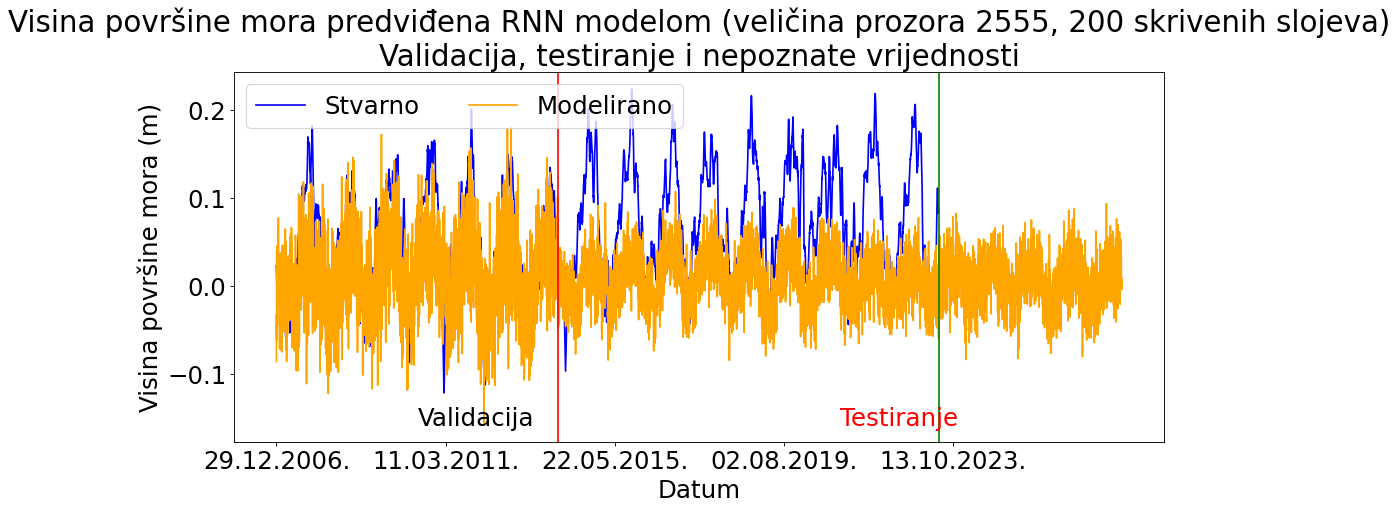 Visina površine mora predviđena RNN modelom (veličina prozora 2555, 200 skrivenih slojeva)
Validacija, testiranje i nepoznate vrijednosti
Stvarno Modelirano
Visina površine mora (m)
0.2
0.1
0.0
−0.1
Validacija Testiranje
29.12.2006. 11.03.2011. 22.05.2015. 02.08.2019. 13.10.2023.
Datum